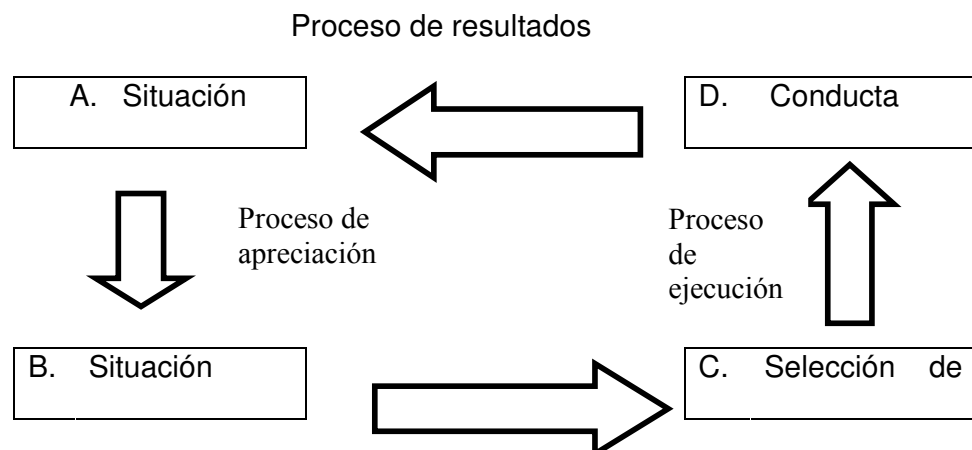 Proceso de resultados
A. Situación
D. Conducta
Proceso de
apreciación
Proceso
de
ejecución
B. Situación
C. Selección de